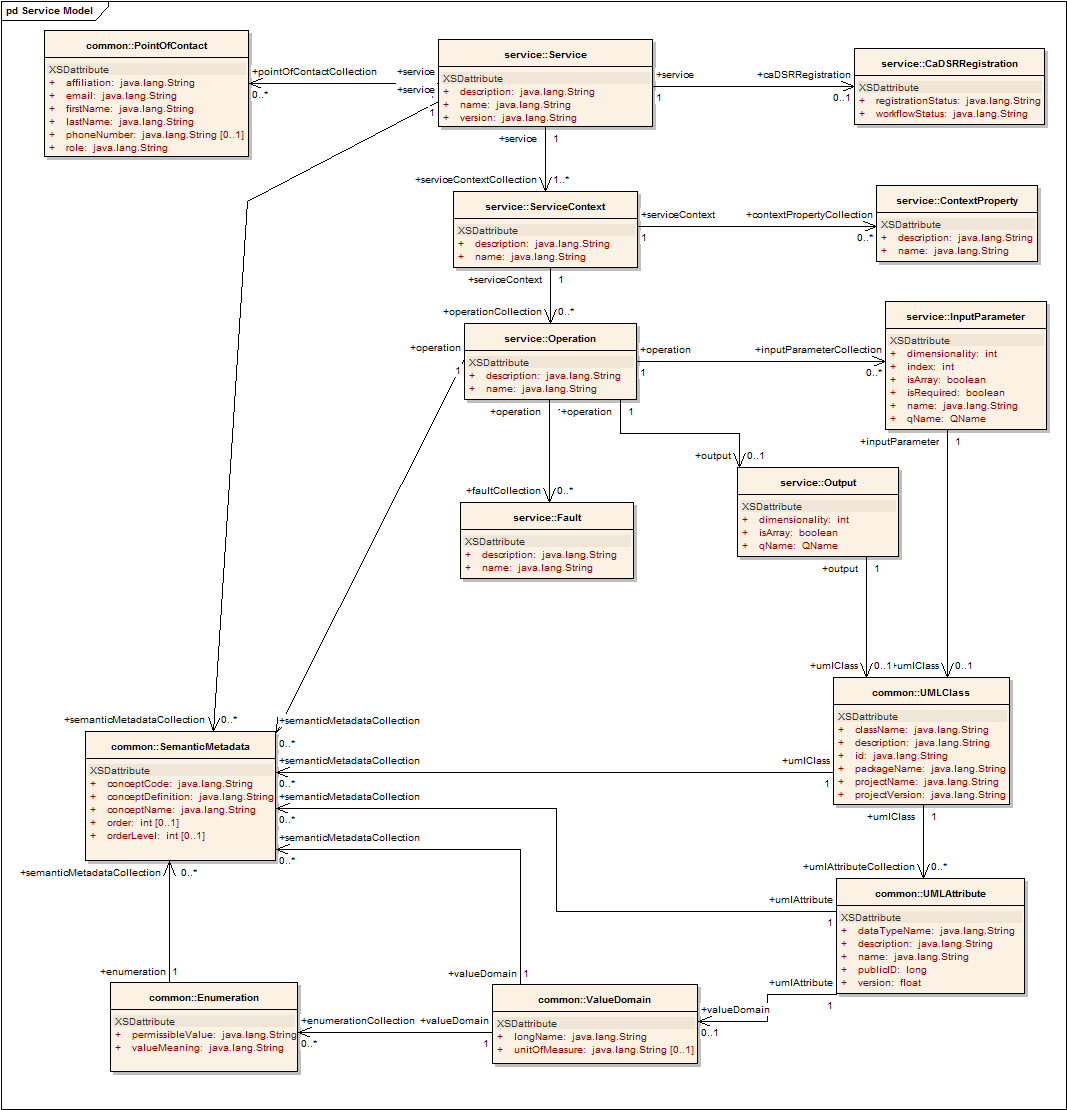 pd Service Model
common::PointOfContact
XSDattribute
+ affiliation: java.lang.String
+ email: java.lang.String
+ firstName: java.lang.String
+ lastName: java.lang.String
+ phoneNumber: java.lang.String [0..1]
+ role: java.lang.String
+pointOfContactCollection
0..*
+service
+service
1
service::Service
XSDattribute
+ description: java.lang.String
+ name: java.lang.String
+ version: java.lang.String
+service
1
+caDSRRegistration
0..1
service::CaDSRRegistration
XSDattribute
+ registrationStatus: java.lang.String
+ workflowStatus: java.lang.String
+service 1
+serviceContextCollection 1..*
service::ServiceContext
XSDattribute
+ description: java.lang.String
+ name: java.lang.String
+serviceContext
1
+contextPropertyCollection
0..*
service::ContextProperty
XSDattribute
+ description: java.lang.String
+ name: java.lang.String
+serviceContext 1
+operationCollection 0..*
service::Operation
XSDattribute
+ description: java.lang.String
+ name: java.lang.String
+operation
1
+operation
1
+inputParameterCollection
0..*
service::InputParameter
XSDattribute
+ dimensionality: int
+ index: int
+ isArray: boolean
+ isRequired: boolean
+ name: java.lang.String
+ qName: QName
+operation
+operation 1
+inputParameter 1
+output 0..1
+faultCollection 0..*
service::Fault
XSDattribute
+ description: java.lang.String
+ name: java.lang.String
service::Output
XSDattribute
+ dimensionality: int
+ isArray: boolean
+ qName: QName
+output 1
+umlClass 0..1
+umlClass 0..1
common::UMLClass
XSDattribute
+ className: java.lang.String
+ description: java.lang.String
+ id: java.lang.String
+ packageName: java.lang.String
+ projectName: java.lang.String
+ projectVersion: java.lang.String
+semanticMetadataCollection 0..*
+semanticMetadataCollection
0..*
common::SemanticMetadata
XSDattribute
+ conceptCode: java.lang.String
+ conceptDefinition: java.lang.String
+ conceptName: java.lang.String
+ order: int [0..1]
+ orderLevel: int [0..1]
+semanticMetadataCollection
0..*
+umlClass
1
+semanticMetadataCollection
0..*
+semanticMetadataCollection
0..*
+umlClass 1
+umlAttributeCollection 0..*
+semanticMetadataCollection 0..*
+umlAttribute
1
common::UMLAttribute
XSDattribute
+ dataTypeName: java.lang.String
+ description: java.lang.String
+ name: java.lang.String
+ publicID: long
+ version: float
+enumeration 1
common::Enumeration
XSDattribute
+ permissibleValue: java.lang.String
+ valueMeaning: java.lang.String
+enumerationCollection
0..*
+valueDomain
1
+valueDomain 1
common::ValueDomain
XSDattribute
+ longName: java.lang.String
+ unitOfMeasure: java.lang.String [0..1]
+valueDomain
0..1
+umlAttribute
1